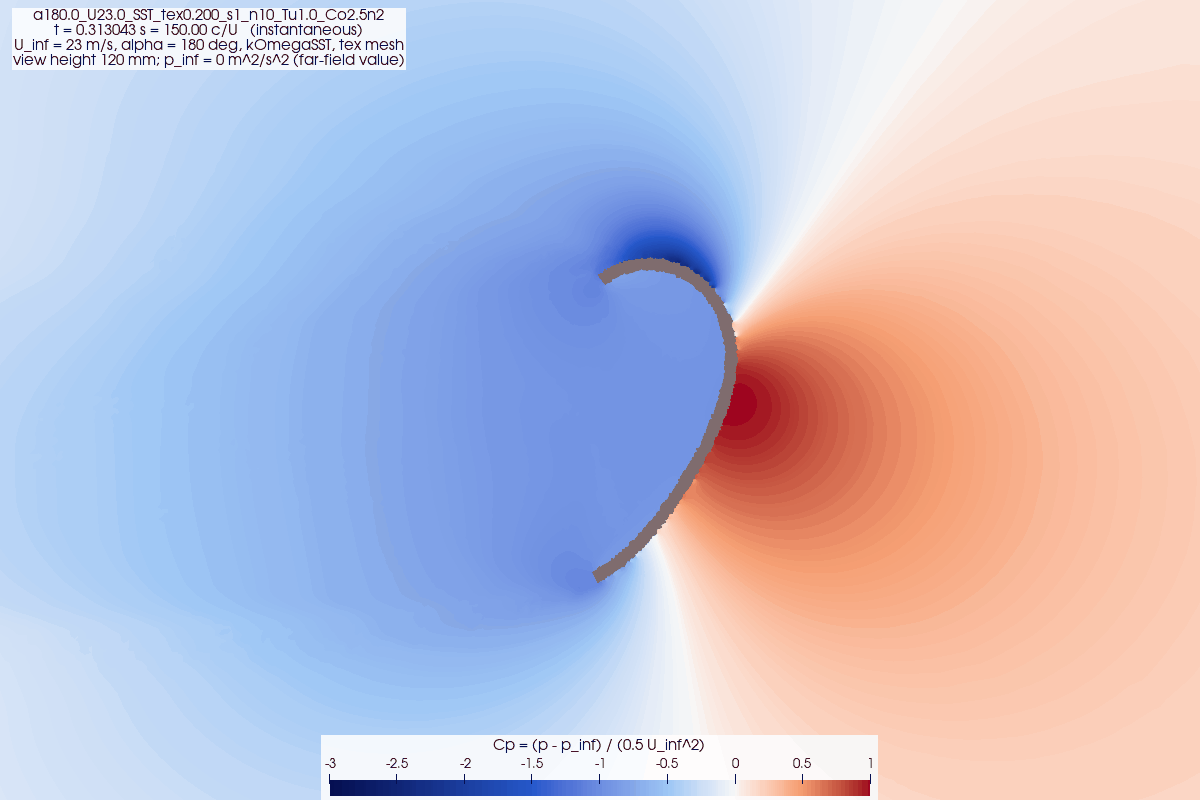 a180.0_U23.0_SST_tex0.200_s1_n10_Tu1.0_Co2.5n2
t = 0.313043 s = 150.00 c/U (instantaneous)
U_inf = 23 m/s, alpha = 180 deg, kOmegaSST, tex mesh
view height 120 mm; p_inf = 0 m^2/s^2 (far-field value)
Cp = (p - p_inf) / (0.5 U_inf^2)
-3 -2.5 -2 -1.5 -1 -0.5 0 0.5 1